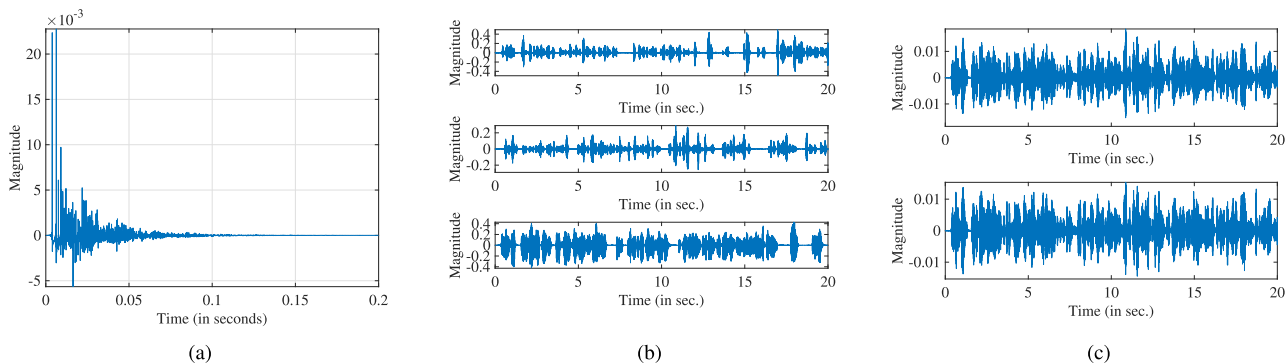 ×10⁻³
20
15
10
5
0
-5
Magnitude
0 0.05 0.1 0.15 0.2
Time (in seconds)
(a)
0.4
0.2
0
-0.2
-0.4
Magnitude
0 5 10 15 20
Time (in sec.)
0.2
0
-0.2
Magnitude
0 5 10 15 20
Time (in sec.)
0.4
0.2
0
-0.2
-0.4
Magnitude
0 5 10 15 20
Time (in sec.)
(b)
0.01
0
-0.01
Magnitude
0 5 10 15 20
Time (in sec.)
0.01
0
-0.01
Magnitude
0 5 10 15 20
Time (in sec.)
(c)